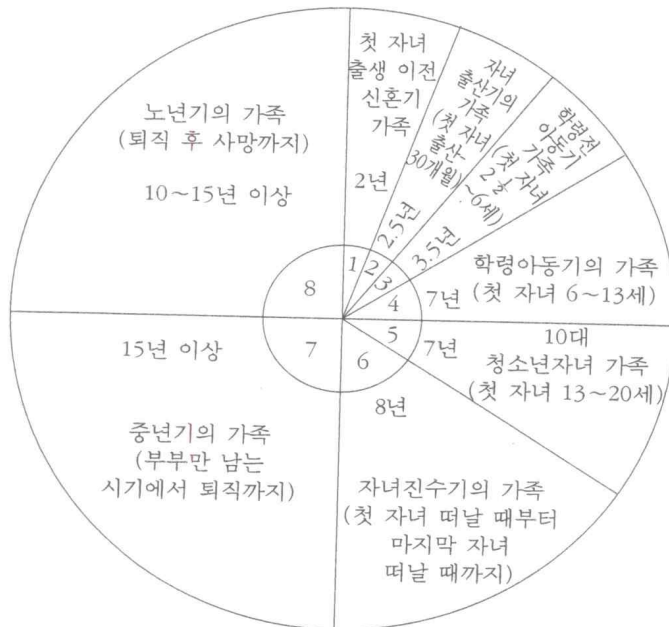 첫 자녀
출생 이전
신혼기
가족
2년
1
자녀
출산기의
가족
(첫 자녀
출산-
30개월)
2.5년
2
학령전
아동기
가족
(첫 자녀
2½
~6세)
3.5년
3
학령아동기의 가족
(첫 자녀 6~13세)
7년
4
10대
청소년자녀 가족
(첫 자녀 13~20세)
7년
5
6
8년
자녀진수기의 가족
(첫 자녀 떠날 때부터
마지막 자녀
떠날 때까지)
7
15년 이상
중년기의 가족
(부부만 남는
시기에서 퇴직까지)
8
노년기의 가족
(퇴직 후 사망까지)
10~15년 이상